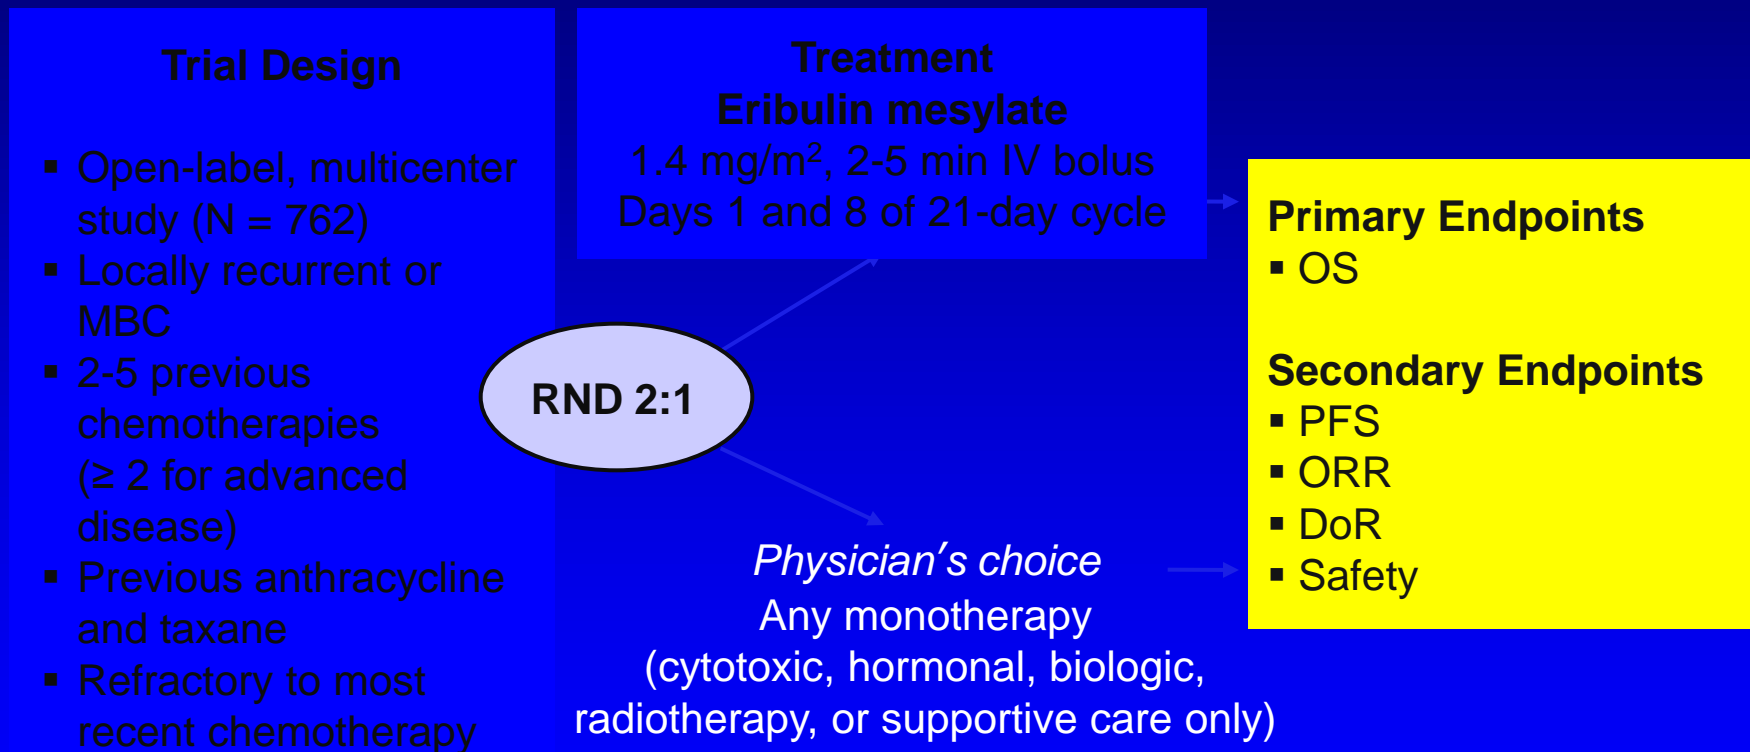 Trial Design
▪ Open-label, multicenter
study (N = 762)
▪ Locally recurrent or
MBC
▪ 2-5 previous
chemotherapies
(≥ 2 for advanced
disease)
▪ Previous anthracycline
and taxane
▪ Refractory to most
recent chemotherapy
RND 2:1
Treatment
Eribulin mesylate
1.4 mg/m², 2-5 min IV bolus
Days 1 and 8 of 21-day cycle
Physician′s choice
Any monotherapy
(cytotoxic, hormonal, biologic,
radiotherapy, or supportive care only)
Primary Endpoints
▪ OS
Secondary Endpoints
▪ PFS
▪ ORR
▪ DoR
▪ Safety